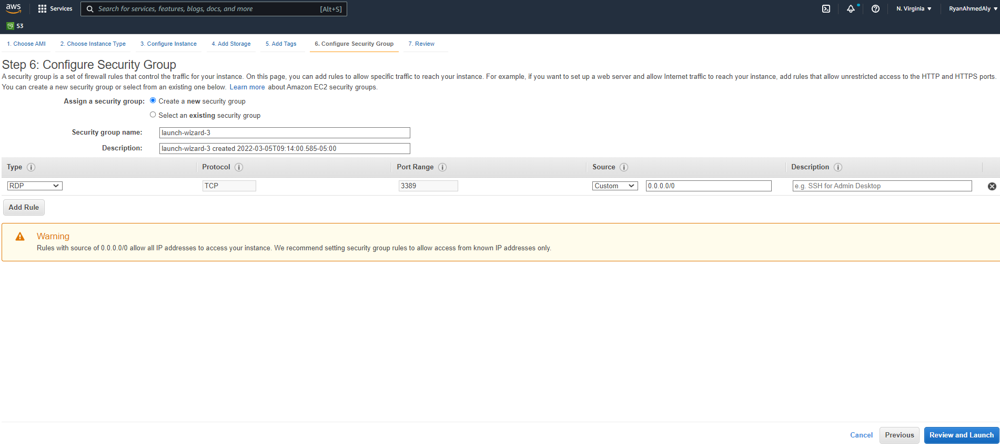 aws Services Search for services, features, blogs, docs, and more [Alt+S] N. Virginia RyanAhmedAly
S3
1. Choose AMI 2. Choose Instance Type 3. Configure Instance 4. Add Storage 5. Add Tags 6. Configure Security Group 7. Review
Step 6: Configure Security Group
A security group is a set of firewall rules that control the traffic for your instance. On this page, you can add rules to allow specific traffic to reach your instance. For example, if you want to set up a web server and allow Internet traffic to reach your instance, add rules that allow unrestricted access to the HTTP and HTTPS ports.
You can create a new security group or select from an existing one below. Learn more about Amazon EC2 security groups.
Assign a security group: Create a new security group
Select an existing security group
Security group name: launch-wizard-3
Description: launch-wizard-3 created 2022-03-05T09:14:00.585-05:00
Type Protocol Port Range Source Description
RDP TCP 3389 Custom 0.0.0.0/0 e.g. SSH for Admin Desktop
Add Rule
Warning
Rules with source of 0.0.0.0/0 allow all IP addresses to access your instance. We recommend setting security group rules to allow access from known IP addresses only.
Cancel Previous Review and Launch